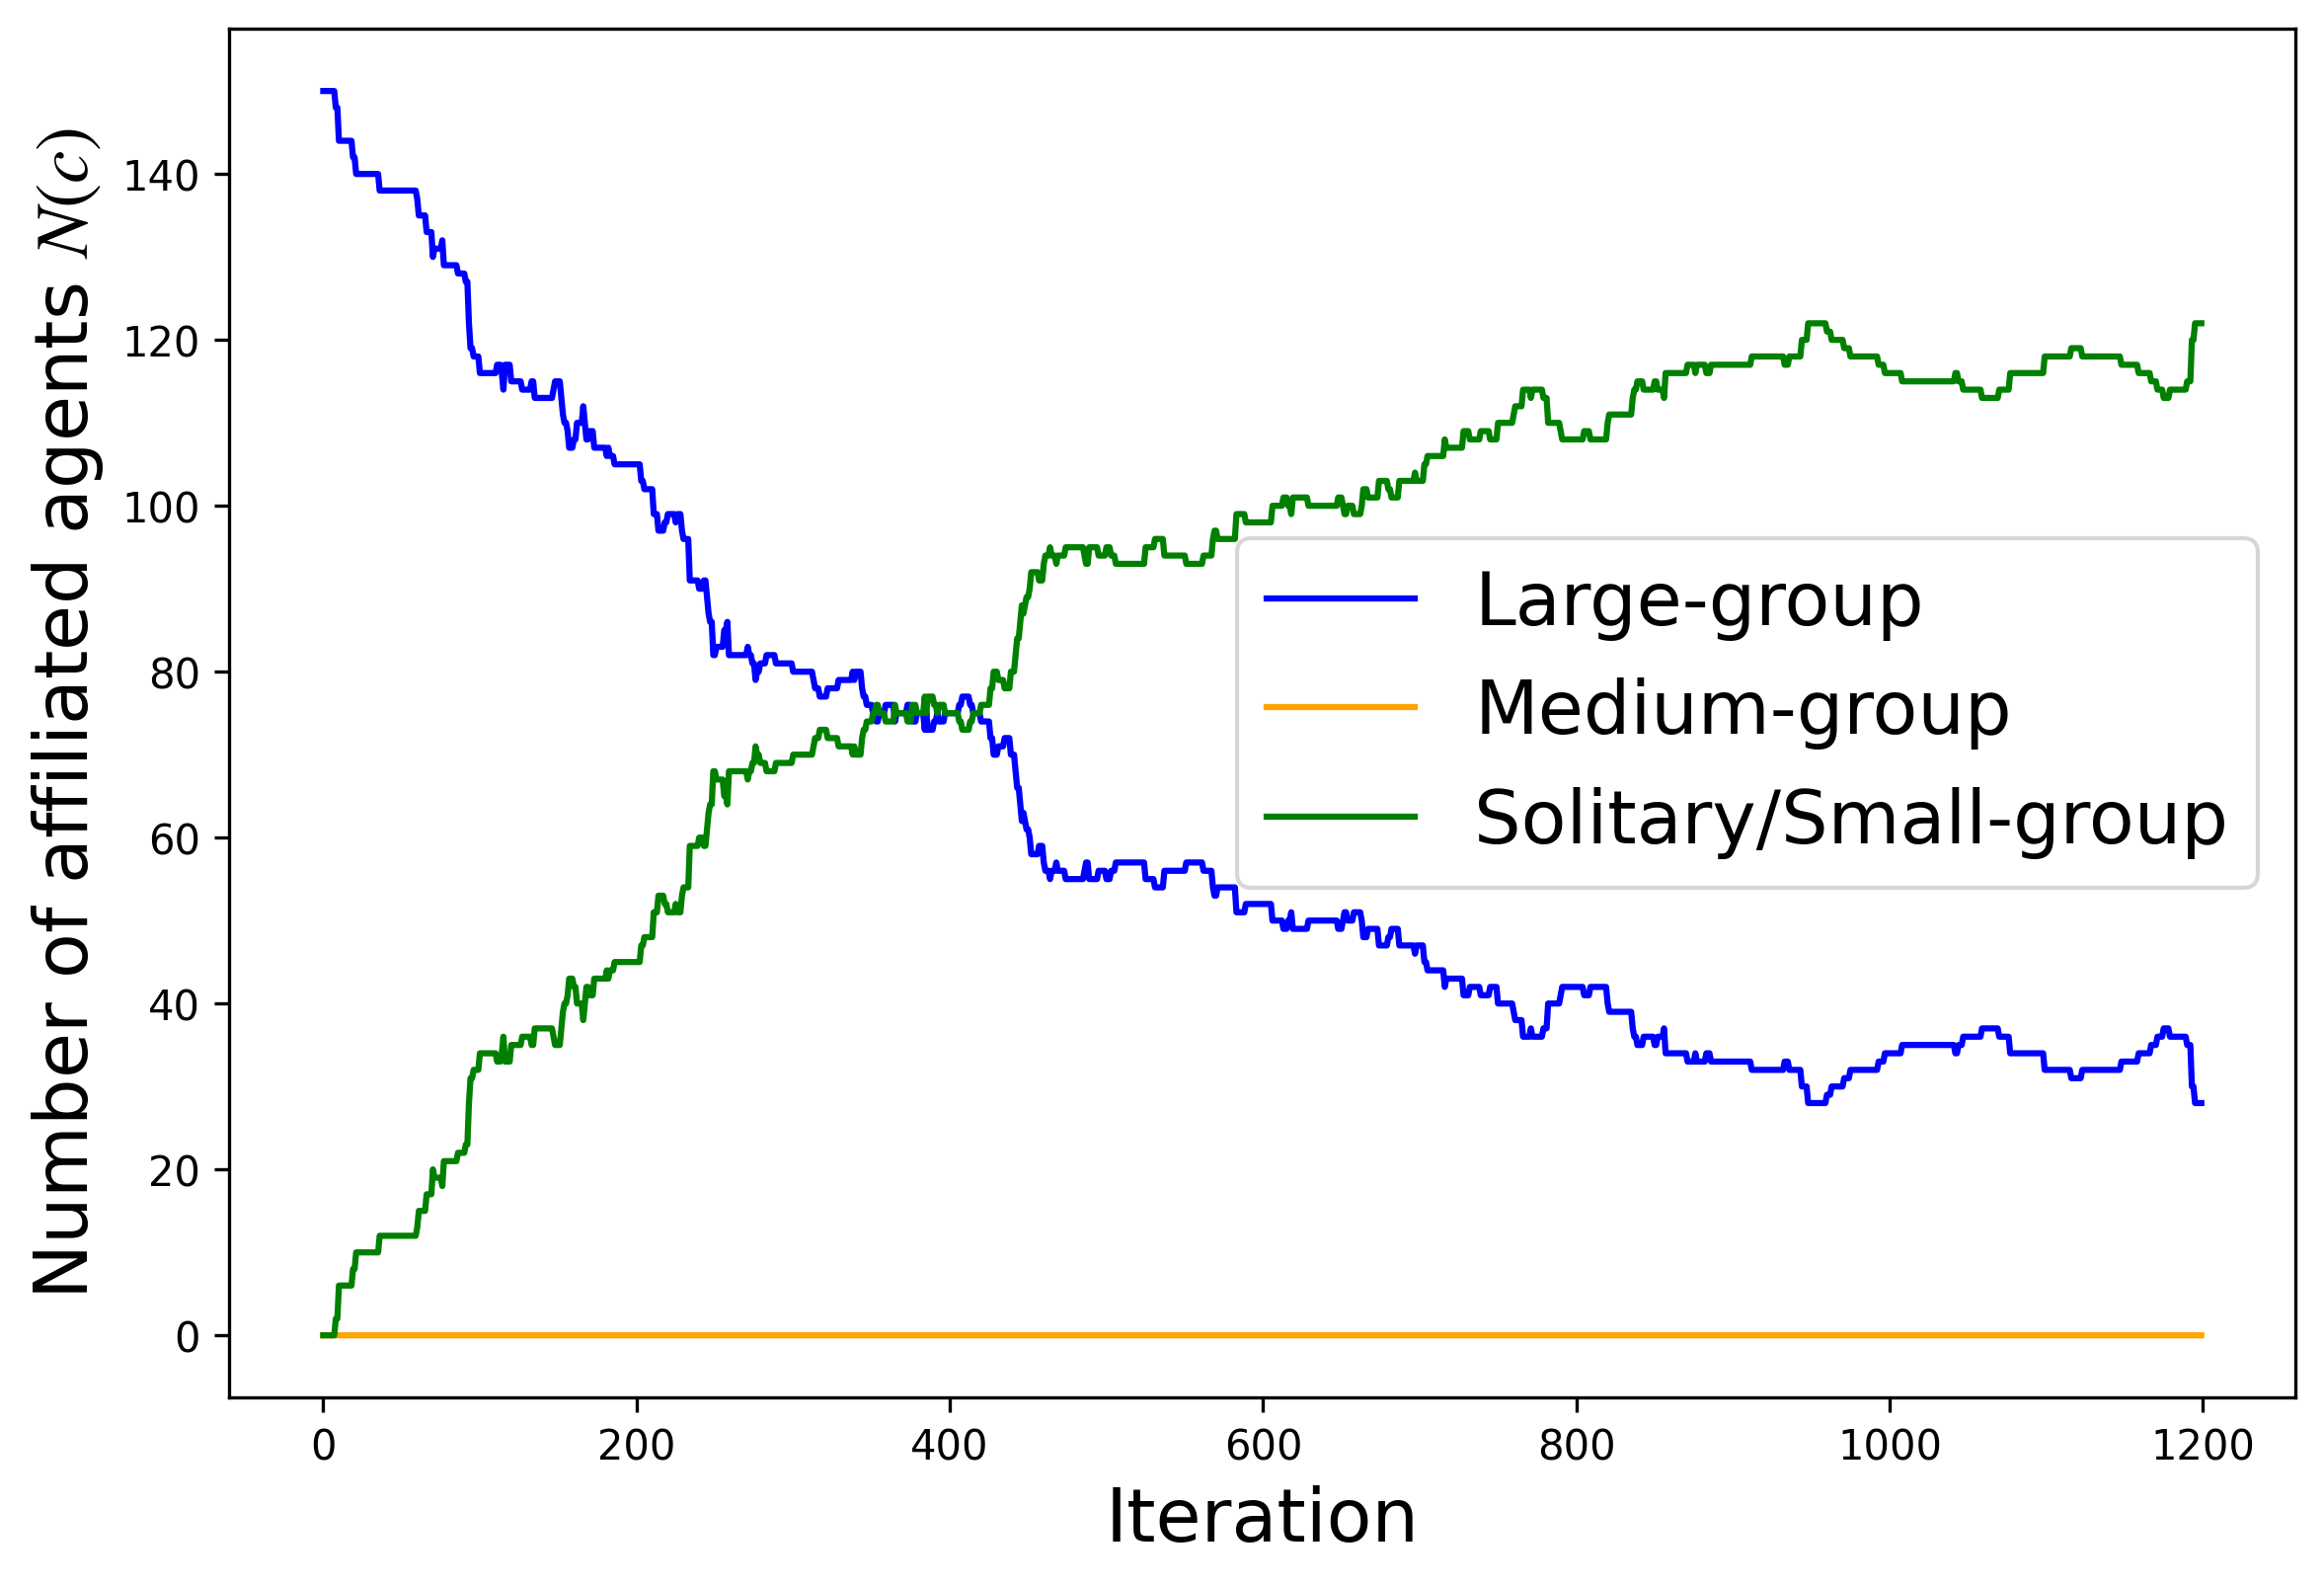 Number of affiliated agents N(c)
140
120
100
80
60
40
20
0
Large-group
Medium-group
Solitary/Small-group
0 200 400 600 800 1000 1200
Iteration